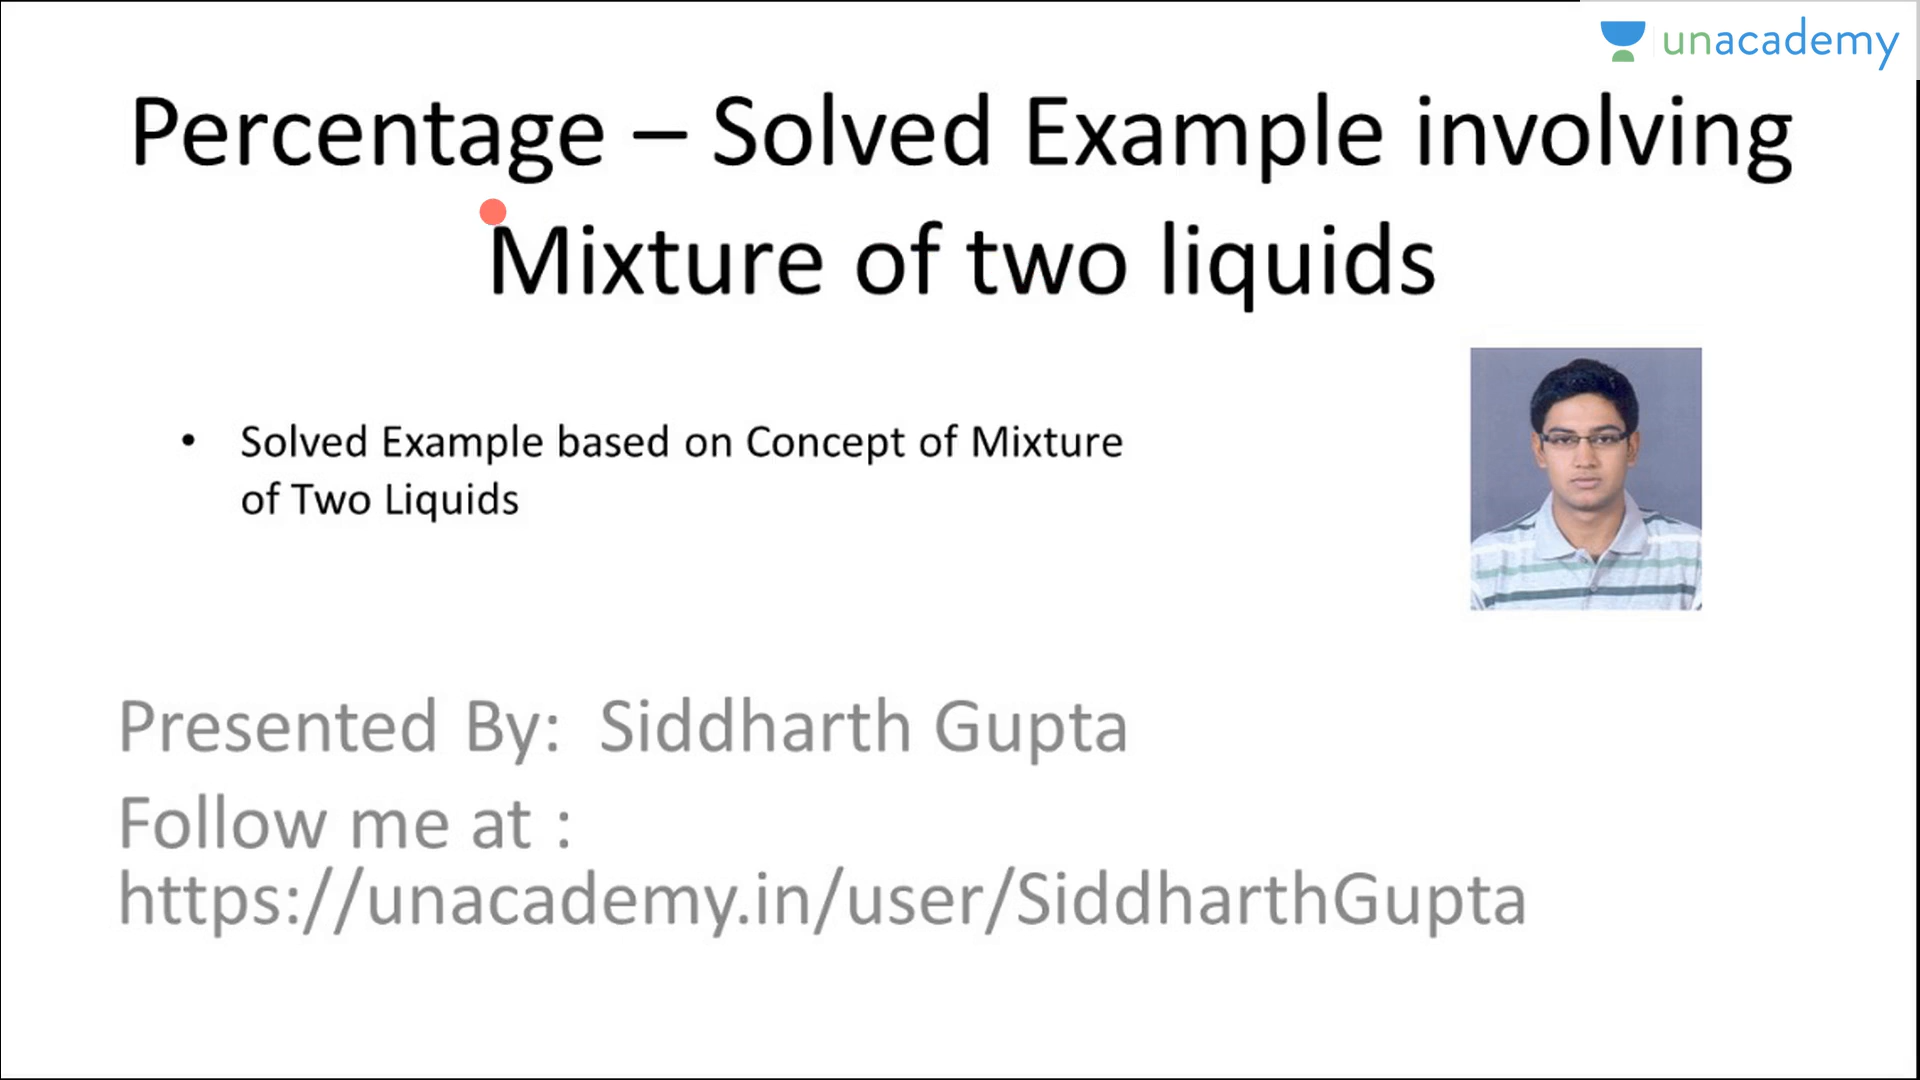 unacademy
Percentage – Solved Example involving
Mixture of two liquids
• Solved Example based on Concept of Mixture
of Two Liquids
Presented By: Siddharth Gupta
Follow me at :
https://unacademy.in/user/SiddharthGupta